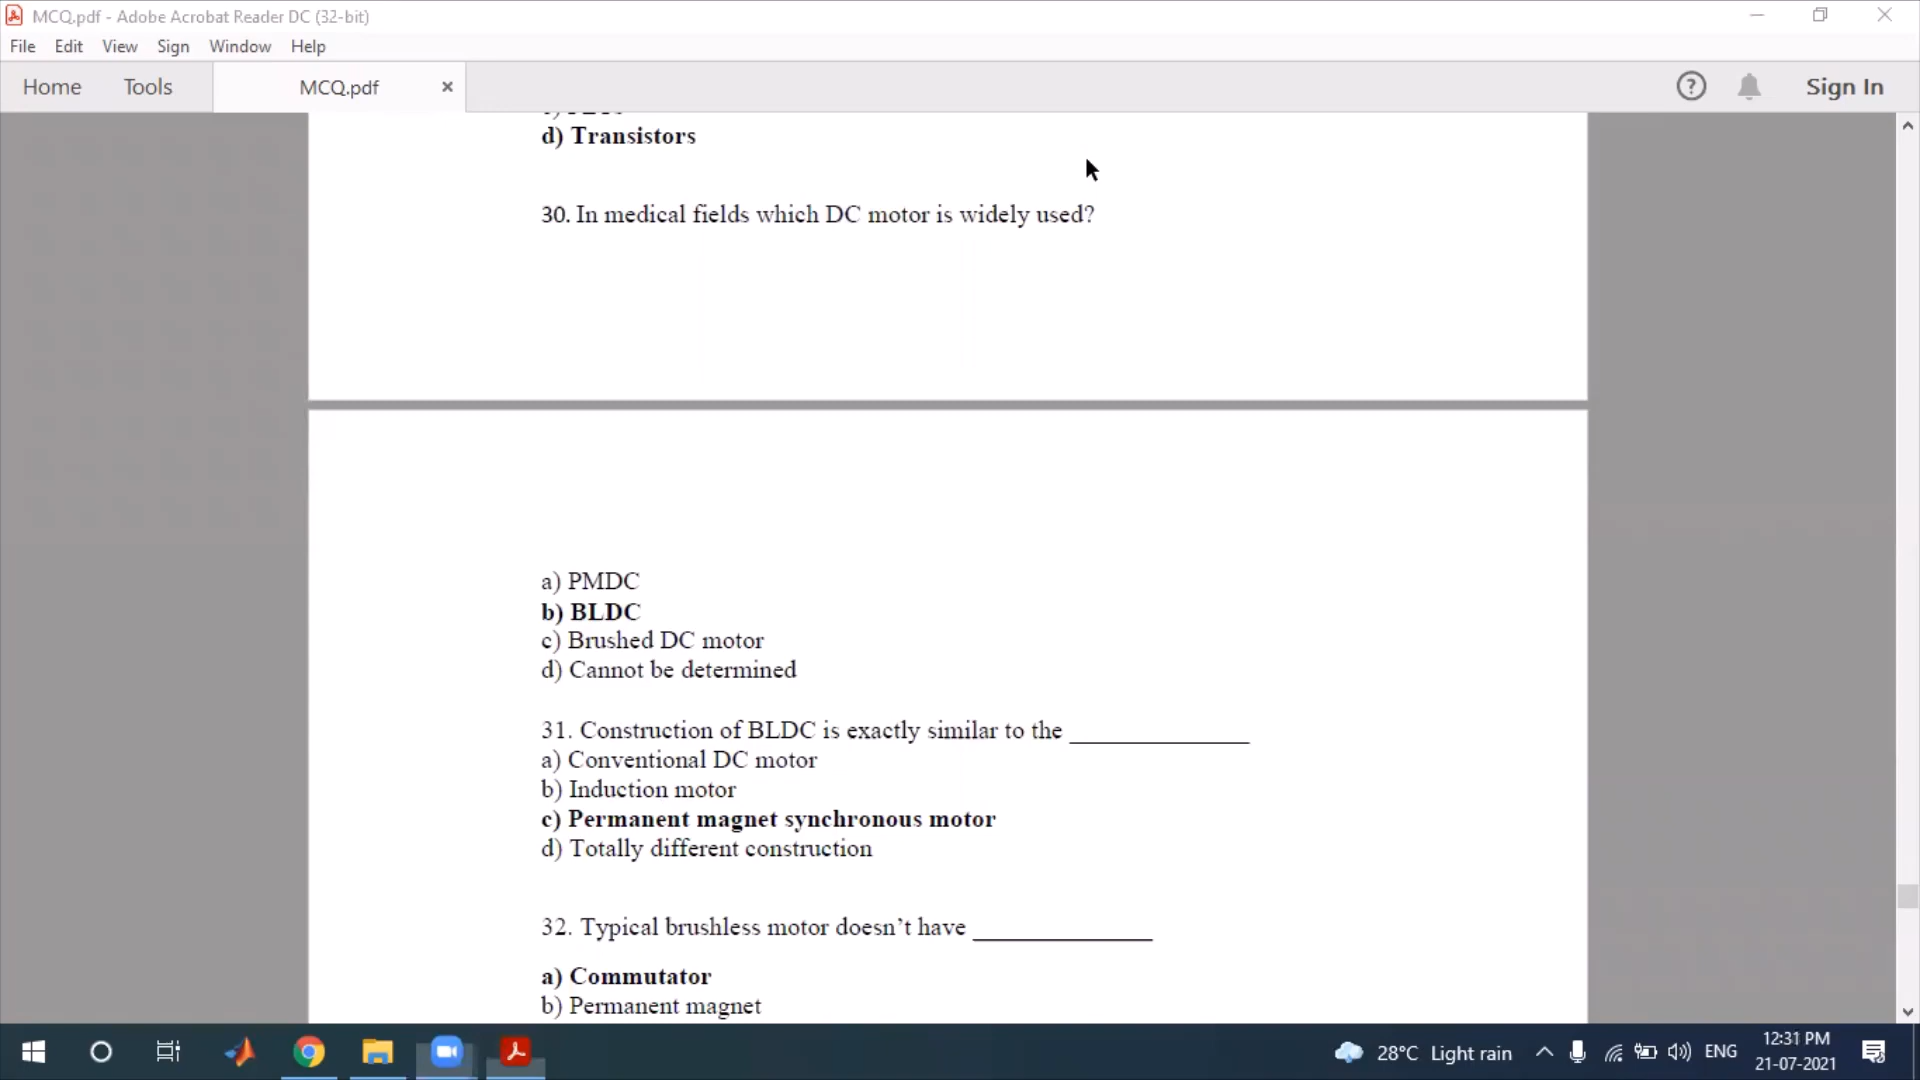 MCQ.pdf - Adobe Acrobat Reader DC (32-bit)
File Edit View Sign Window Help
Home Tools MCQ.pdf × ? Sign In
d) Transistors
30. In medical fields which DC motor is widely used?
a) PMDC
b) BLDC
c) Brushed DC motor
d) Cannot be determined
31. Construction of BLDC is exactly similar to the _______________
a) Conventional DC motor
b) Induction motor
c) Permanent magnet synchronous motor
d) Totally different construction
32. Typical brushless motor doesn’t have _______________
a) Commutator
b) Permanent magnet
28°C Light rain ENG 12:31 PM
21-07-2021